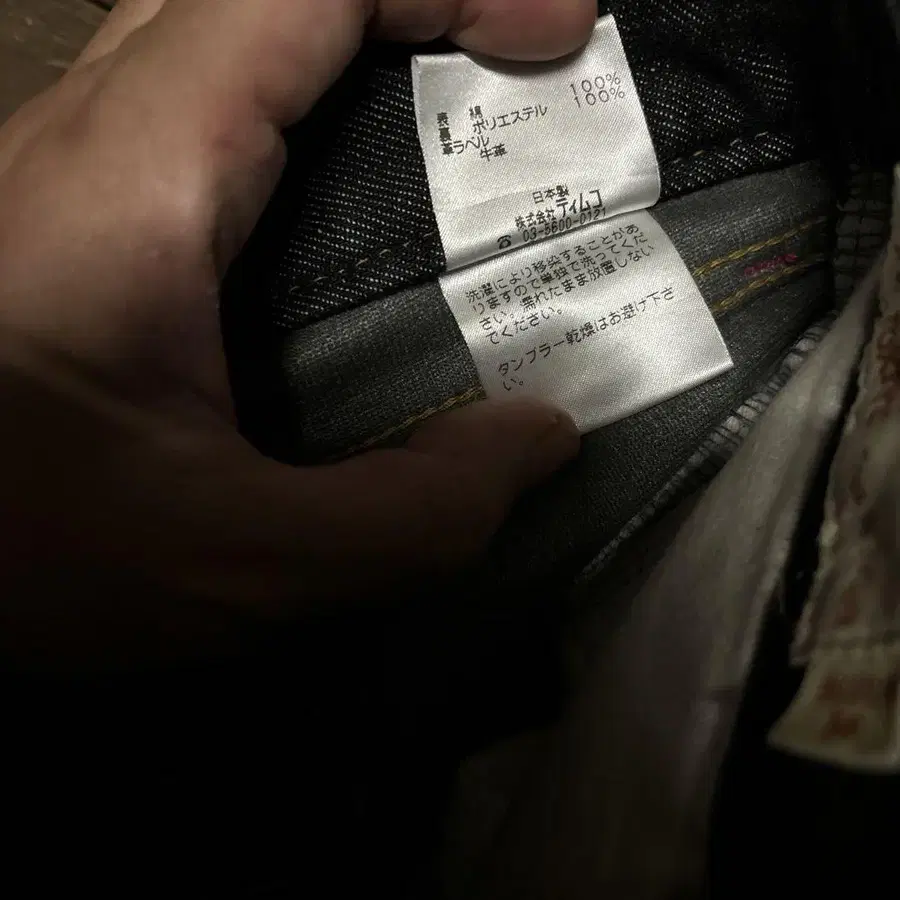 表 綿 100%
裏 ポリエステル 100%
革ラベル
牛革
日本製
株式会社ティムコ
☎ 03-5600-0121
洗濯により移染することがあ
りますので単独で洗ってくだ
さい。濡れたまま放置しない
でください。
タンブラー乾燥はお避け下さ
い。